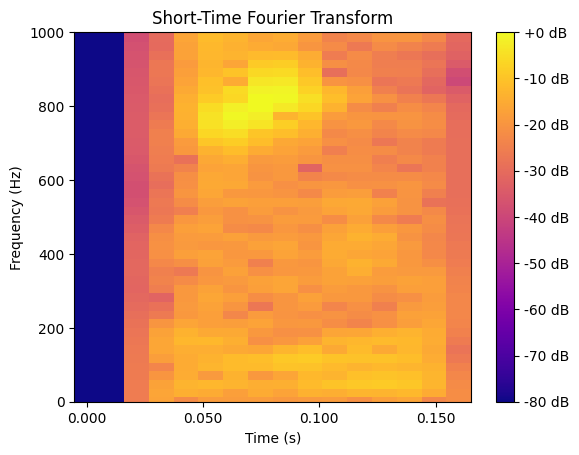 Short-Time Fourier Transform
1000
800
600
400
200
0
Frequency (Hz)
0.000
0.050
0.100
0.150
Time (s)
+0 dB
-10 dB
-20 dB
-30 dB
-40 dB
-50 dB
-60 dB
-70 dB
-80 dB